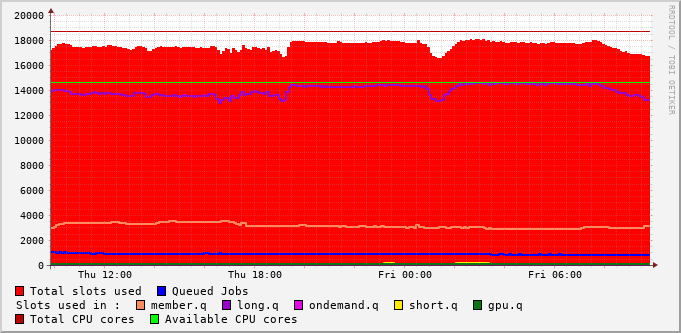 20000
18000
16000
14000
12000
10000
8000
6000
4000
2000
0
Thu 12:00 Thu 18:00 Fri 00:00 Fri 06:00
Total slots used Queued Jobs
Slots used in : member.q long.q ondemand.q short.q gpu.q
Total CPU cores Available CPU cores
RRDTOOL / TOBI OETIKER